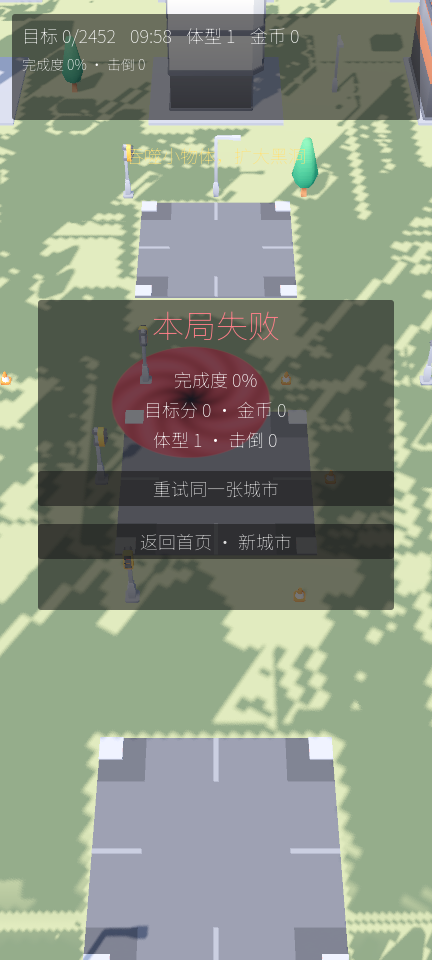 目标 0/2452 09:58 体型 1 金币 0
完成度 0% · 击倒 0
本局失败
完成度 0%
目标分 0 · 金币 0
体型 1 · 击倒 0
重试同一张城市
返回首页 · 新城市